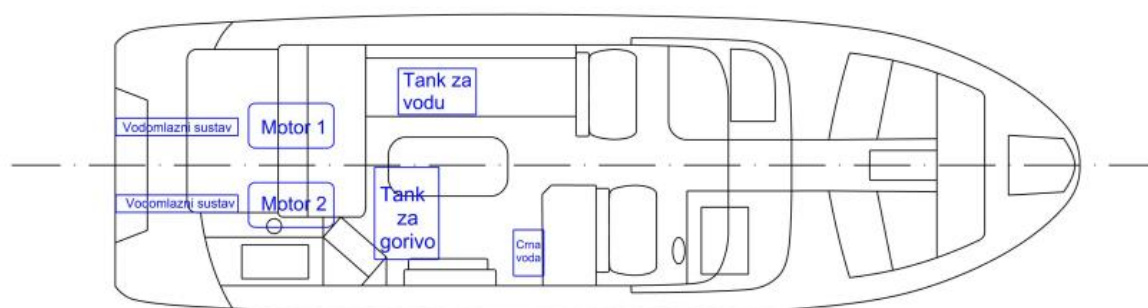 Tank za
vodu
Vodomlazni sustav
Motor 1
Vodomlazni sustav
Motor 2
Tank
za
gorivo
Crna
voda